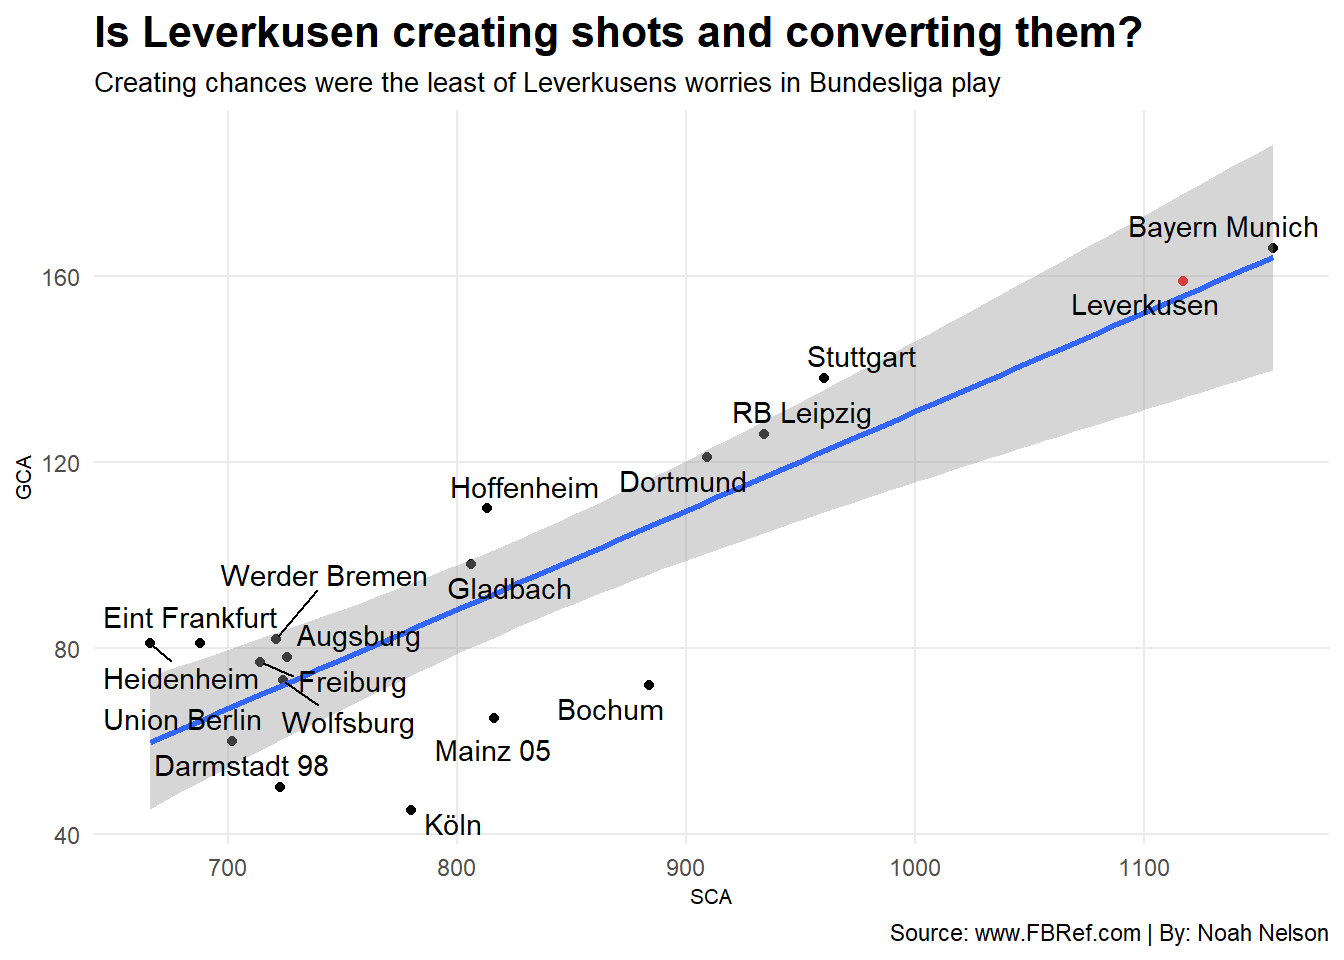 Is Leverkusen creating shots and converting them?
Creating chances were the least of Leverkusens worries in Bundesliga play
GCA
160
120
80
40
Bayern Munich
Leverkusen
Stuttgart
RB Leipzig
Dortmund
Hoffenheim
Gladbach
Werder Bremen
Eint Frankfurt
Augsburg
Heidenheim
Freiburg
Union Berlin
Wolfsburg
Bochum
Mainz 05
Darmstadt 98
Köln
700
800
900
1000
1100
SCA
Source: www.FBRef.com | By: Noah Nelson